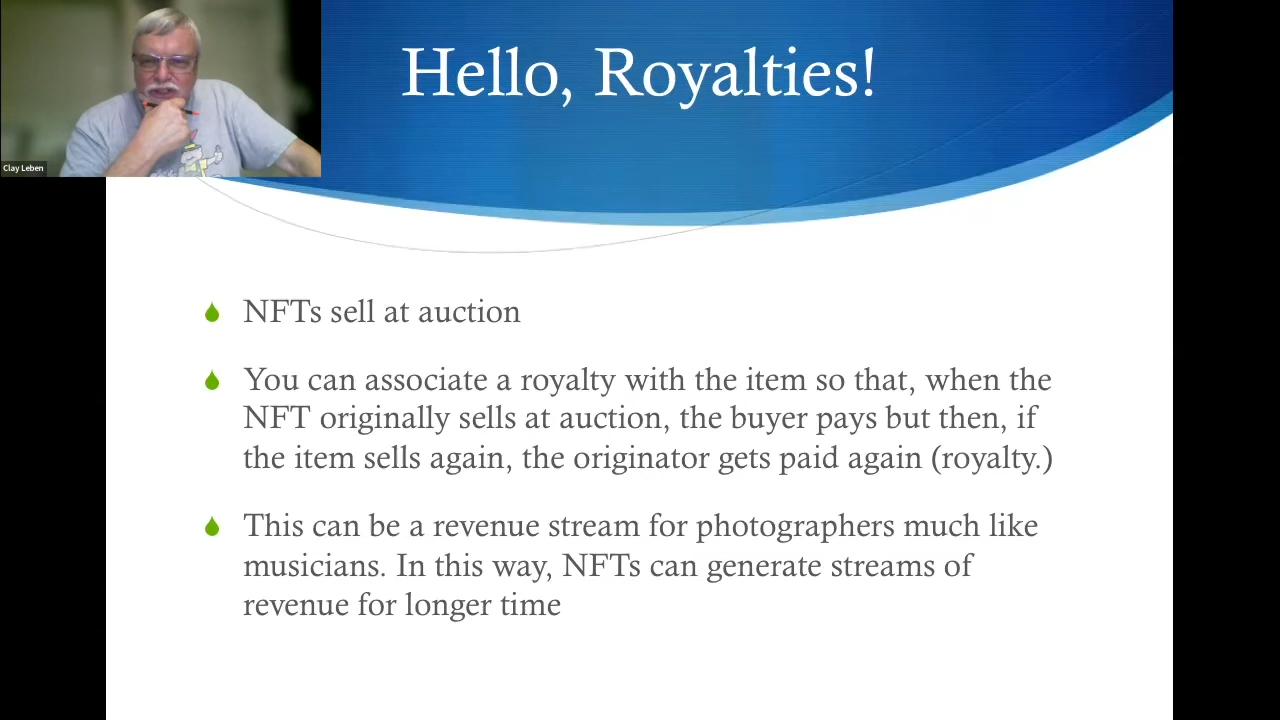 Hello, Royalties!
Clay Leben
NFTs sell at auction
You can associate a royalty with the item so that, when the
NFT originally sells at auction, the buyer pays but then, if
the item sells again, the originator gets paid again (royalty.)
This can be a revenue stream for photographers much like
musicians. In this way, NFTs can generate streams of
revenue for longer time